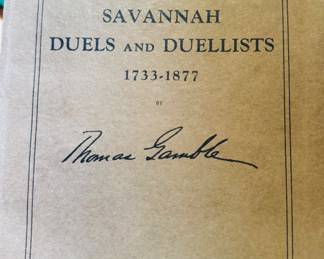 SAVANNAH
DUELS AND DUELLISTS
1733-1877
BY
Thomas Gamble